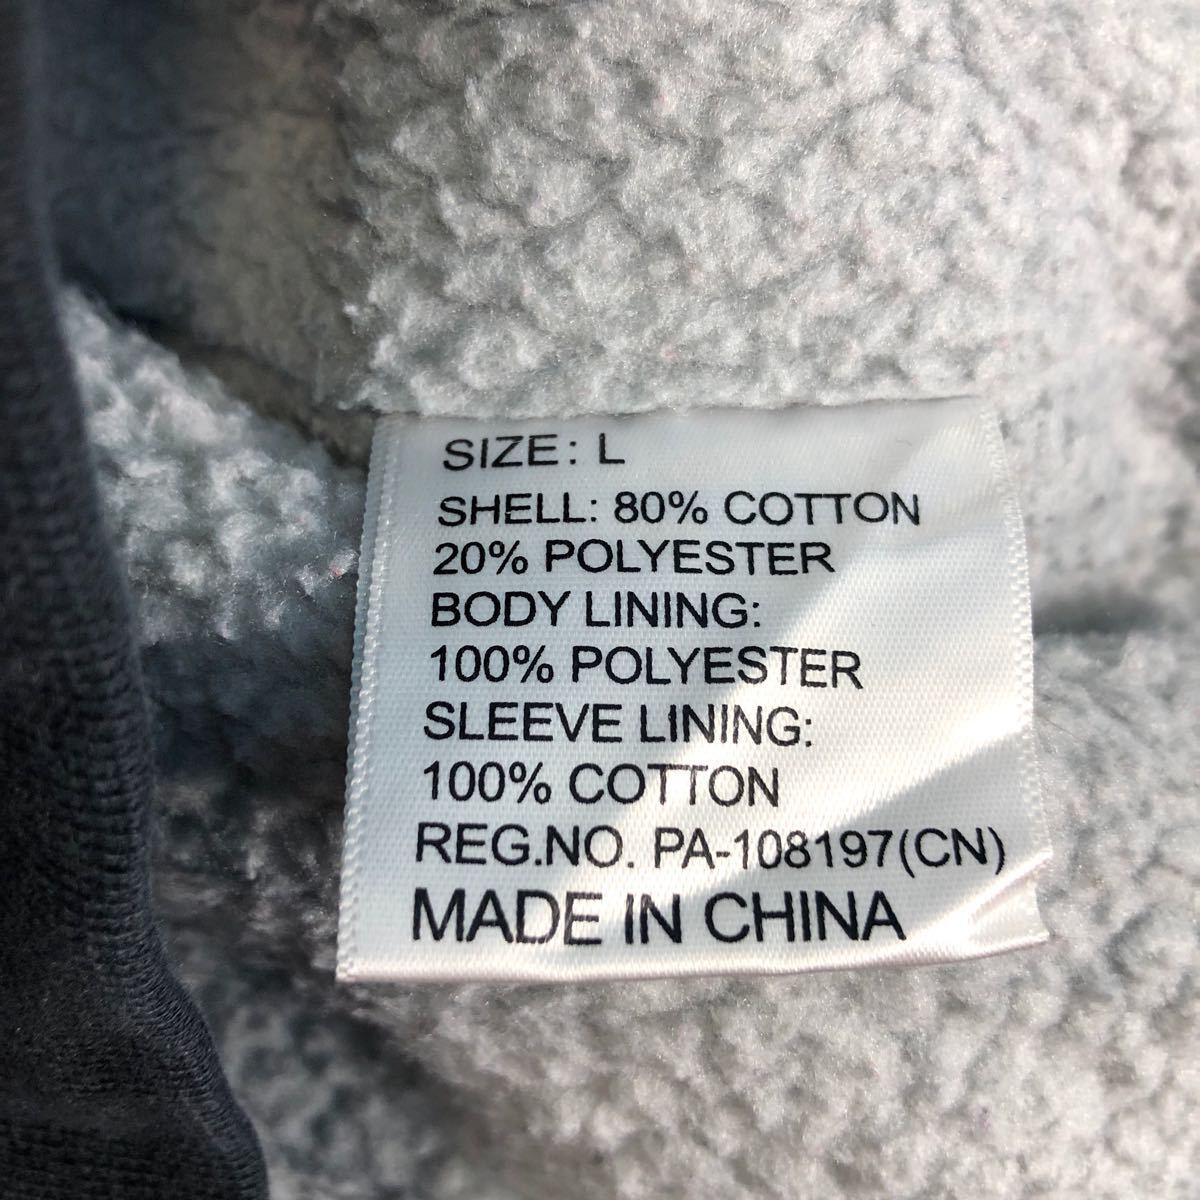 SIZE: L
SHELL: 80% COTTON
20% POLYESTER
BODY LINING:
100% POLYESTER
SLEEVE LINING:
100% COTTON
REG.NO. PA-108197(CN)
MADE IN CHINA